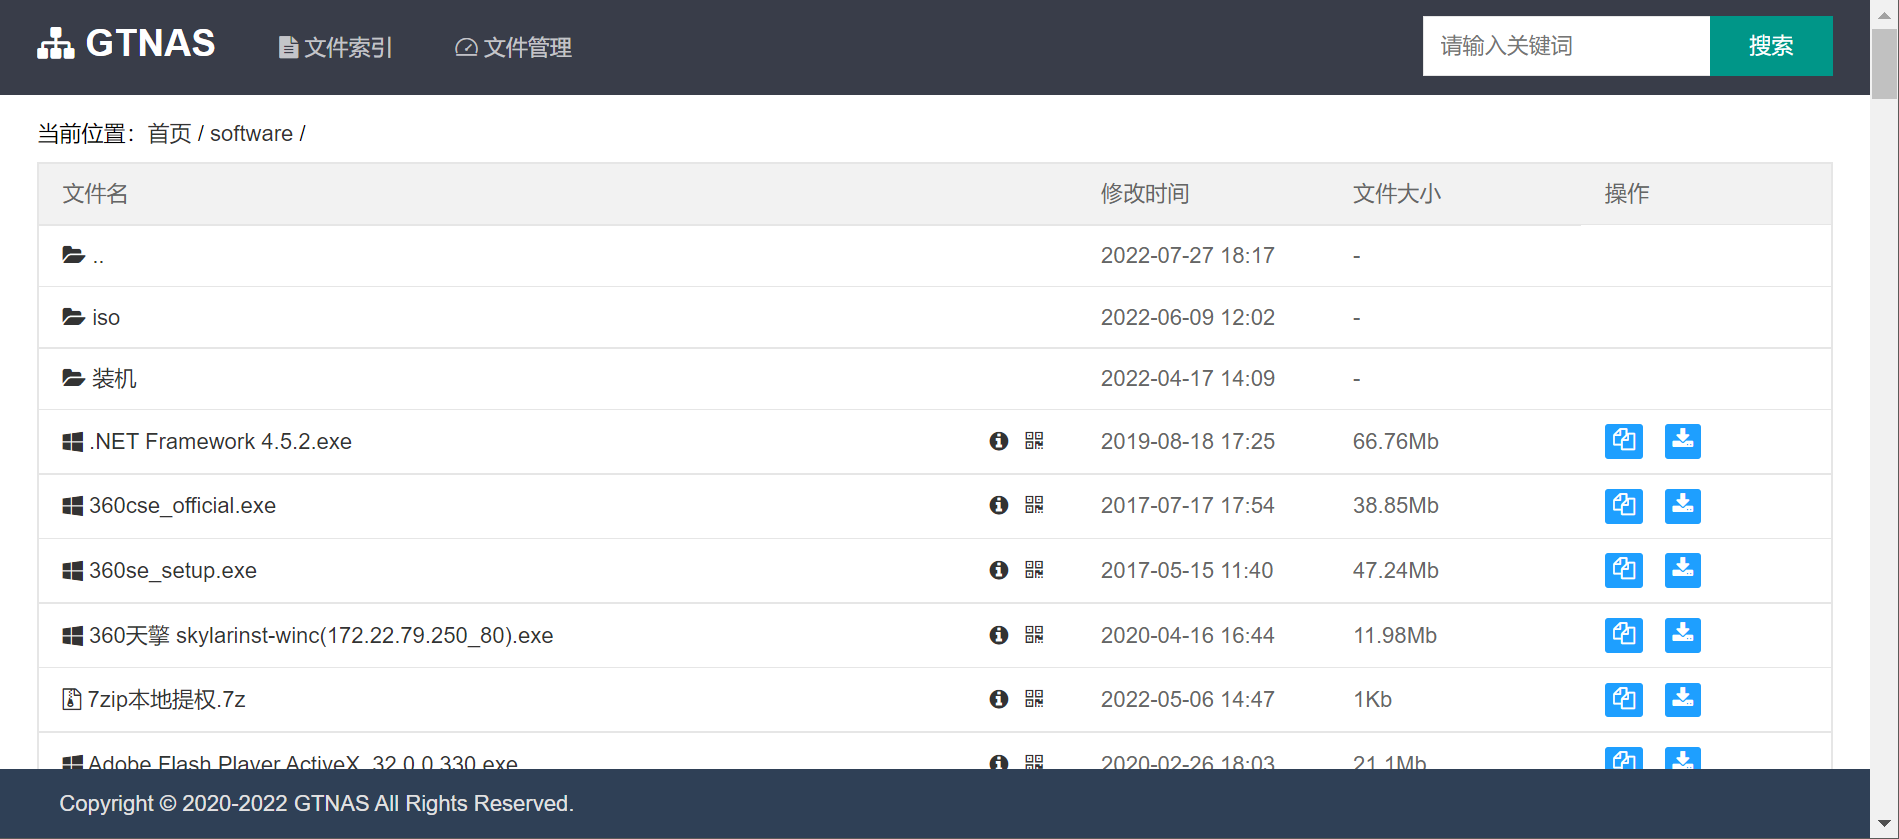 GTNAS 文件索引 文件管理 请输入关键词 搜索
当前位置：首页 / software /
文件名 修改时间 文件大小 操作
.. 2022-07-27 18:17 -
iso 2022-06-09 12:02 -
装机 2022-04-17 14:09 -
.NET Framework 4.5.2.exe 2019-08-18 17:25 66.76Mb
360cse_official.exe 2017-07-17 17:54 38.85Mb
360se_setup.exe 2017-05-15 11:40 47.24Mb
360天擎 skylarinst-winc(172.22.79.250_80).exe 2020-04-16 16:44 11.98Mb
7zip本地提权.7z 2022-05-06 14:47 1Kb
Adobe Flash Player ActiveX_32.0.0.330.exe 2020-02-26 18:03 21.1Mb
Copyright © 2020-2022 GTNAS All Rights Reserved.